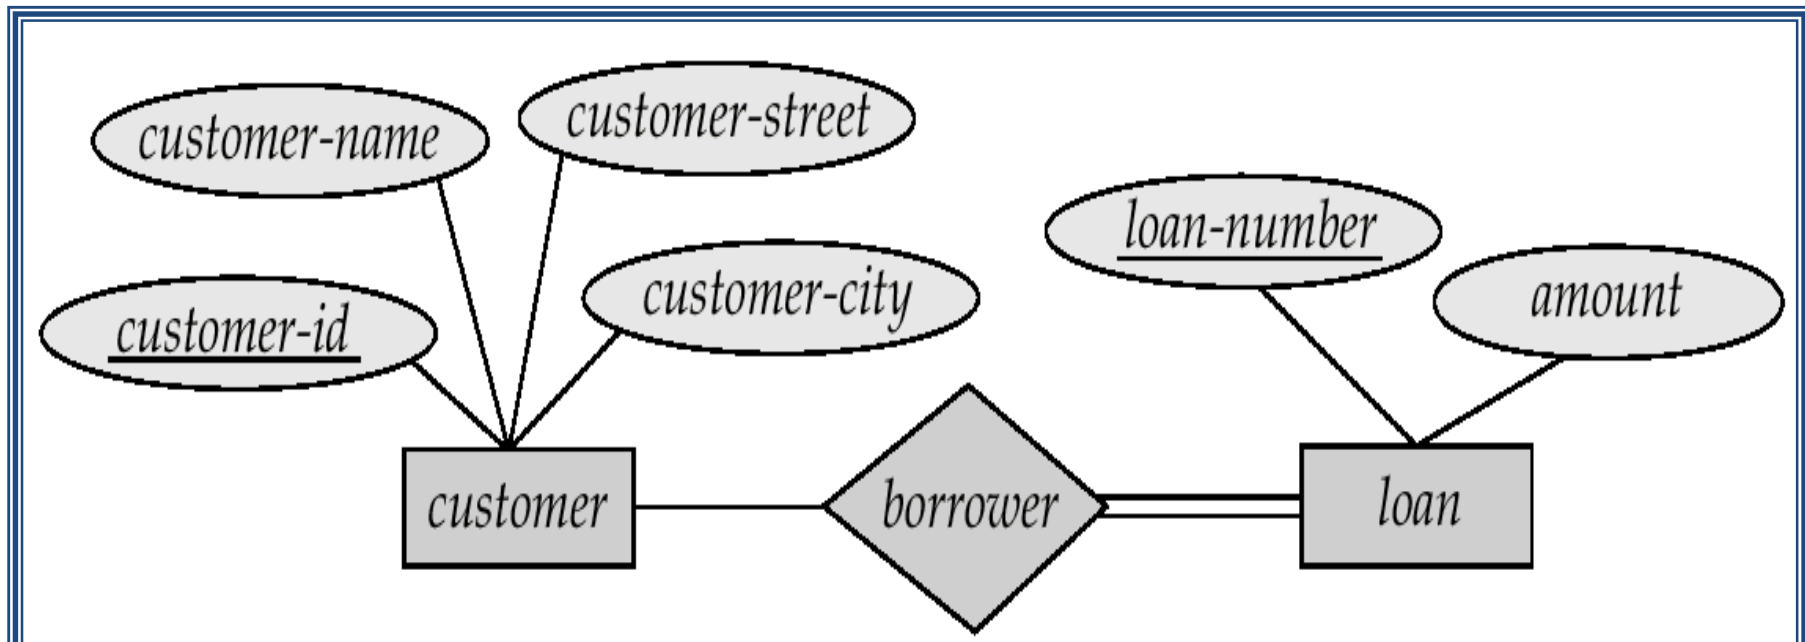 customer-name
customer-street
customer-id
customer-city
loan-number
amount
customer
borrower
loan